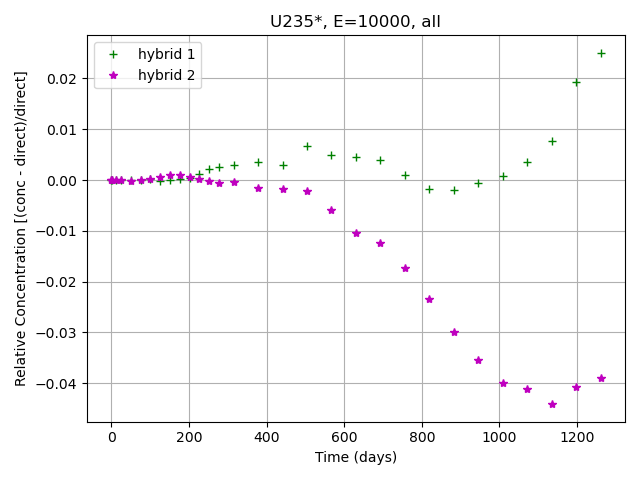 U235*, E=10000, all
hybrid 1
hybrid 2
0.02
0.01
0.00
−0.01
−0.02
−0.03
−0.04
Relative Concentration [(conc - direct)/direct]
0 200 400 600 800 1000 1200
Time (days)